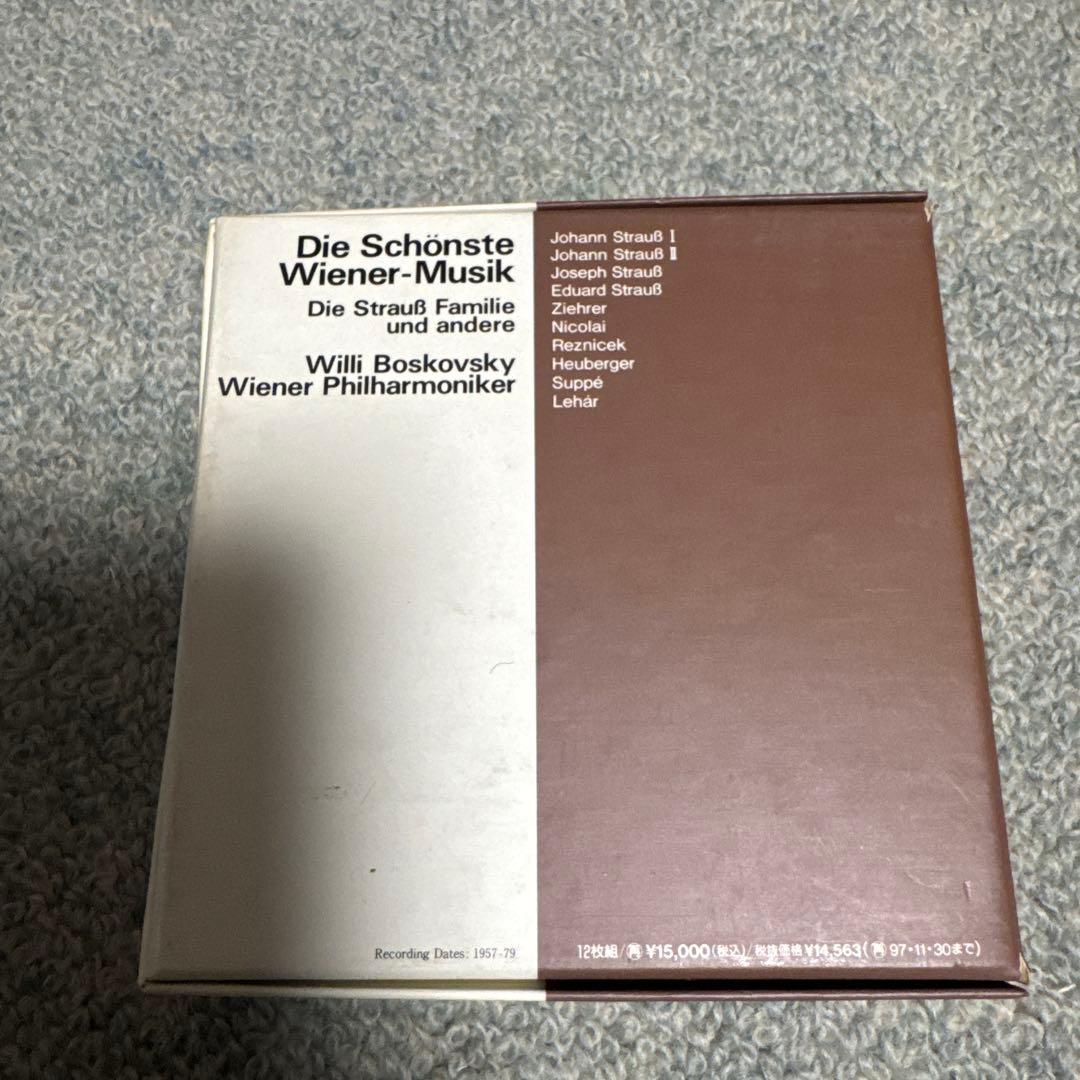 Die Schönste
Wiener-Musik
Die Strauß Familie
und andere
Willi Boskovsky
Wiener Philharmoniker
Recording Dates: 1957-79
Johann Strauß Ⅰ
Johann Strauß Ⅱ
Joseph Strauß
Eduard Strauß
Ziehrer
Nicolai
Reznicek
Heuberger
Suppé
Lehár
12枚組/再¥15,000(税込)/税抜価格¥14,563(再97・11・30まで)